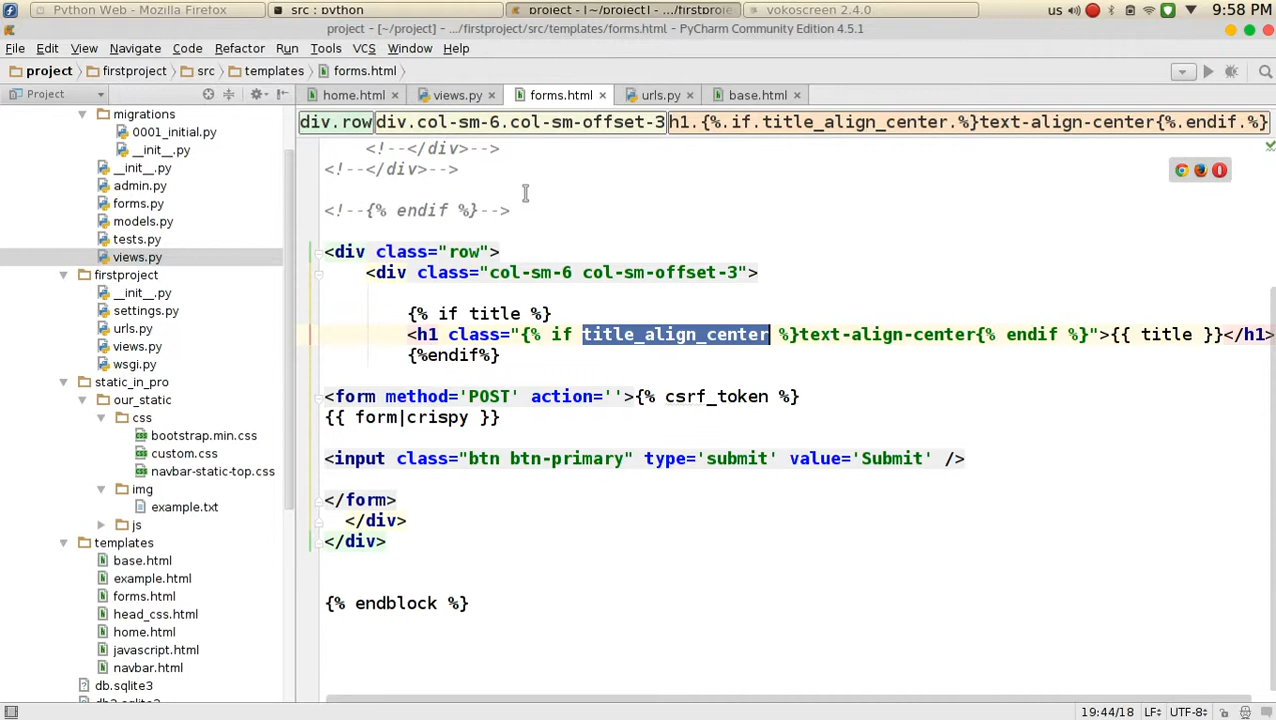 Python Web - Mozilla Firefox
src : python
project - [~/project] - .../firstproje
vokoscreen 2.4.0
us
9:58 PM
project - [~/project] - .../firstproject/src/templates/forms.html - PyCharm Community Edition 4.5.1
File Edit View Navigate Code Refactor Run Tools VCS Window Help
project firstproject src templates forms.html
Project
home.html views.py forms.html urls.py base.html
div.row div.col-sm-6.col-sm-offset-3 h1.{%.if.title_align_center.%}text-align-center{%.endif.%}
migrations
0001_initial.py
__init__.py
__init__.py
admin.py
forms.py
models.py
tests.py
views.py
firstproject
__init__.py
settings.py
urls.py
views.py
wsgi.py
static_in_pro
our_static
css
bootstrap.min.css
custom.css
navbar-static-top.css
img
example.txt
js
templates
base.html
example.html
forms.html
head_css.html
home.html
javascript.html
navbar.html
db.sqlite3
<!--</div>-->
<!--</div>-->
<!--{% endif %}-->
<div class="row">
<div class="col-sm-6 col-sm-offset-3">
{% if title %}
<h1 class="{% if title_align_center %}text-align-center{% endif %}">{{ title }}</h1>
{%endif%}
<form method='POST' action=''>{% csrf_token %}
{{ form|crispy }}
<input class="btn btn-primary" type='submit' value='Submit' />
</form>
</div>
</div>
{% endblock %}
19:44/18 LF÷ UTF-8÷